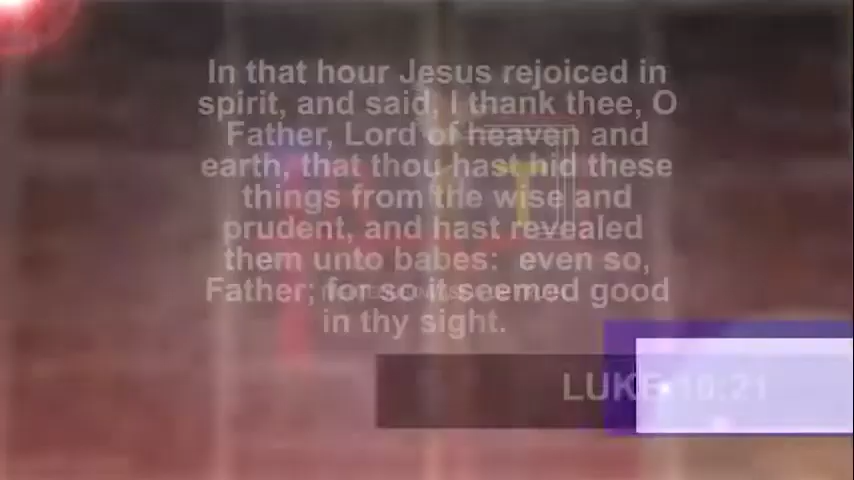 In that hour Jesus rejoiced in
spirit, and said, I thank thee, O
Father, Lord of heaven and
earth, that thou hast hid these
things from the wise and
prudent, and hast revealed
them unto babes:  even so,
Father; for so it seemed good
in thy sight.
LUKE 10:21